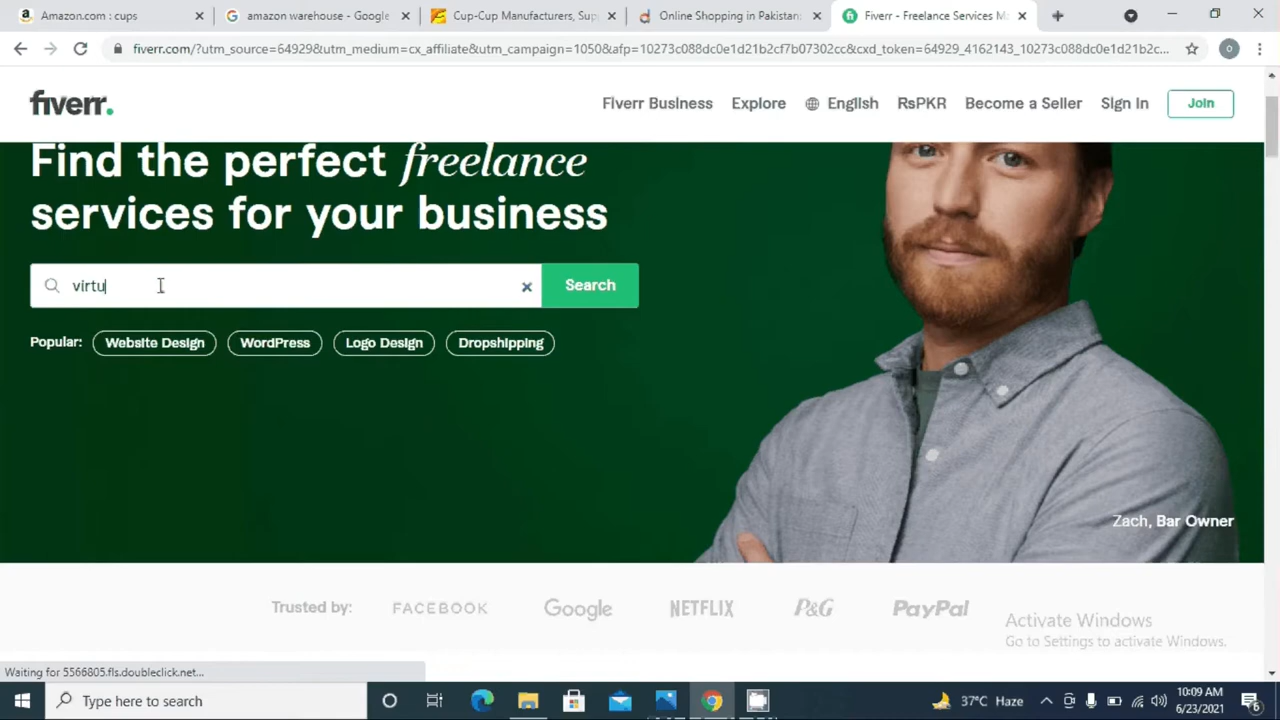 Amazon.com : cups
amazon warehouse - Google
Cup-Cup Manufacturers, Sup
Online Shopping in Pakistan:
Fiverr - Freelance Services Ma
fiverr.com/?utm_source=64929&utm_medium=cx_affiliate&utm_campaign=1050&afp=10273c088dc0e1d21b2cf7b07302cc&cxd_token=64929_4162143_10273c088dc0e1d21b2c...
O
fiverr.
Fiverr Business
Explore
English
RsPKR
Become a Seller
Sign In
Join
Find the perfect freelance
services for your business
virtu
Search
Popular:
Website Design
WordPress
Logo Design
Dropshipping
Zach, Bar Owner
Trusted by:
FACEBOOK
Google
NETFLIX
P&G
PayPal
Activate Windows
Go to Settings to activate Windows.
Waiting for 5566805.fls.doubleclick.net...
Type here to search
37°C Haze
10:09 AM
6/23/2021
6